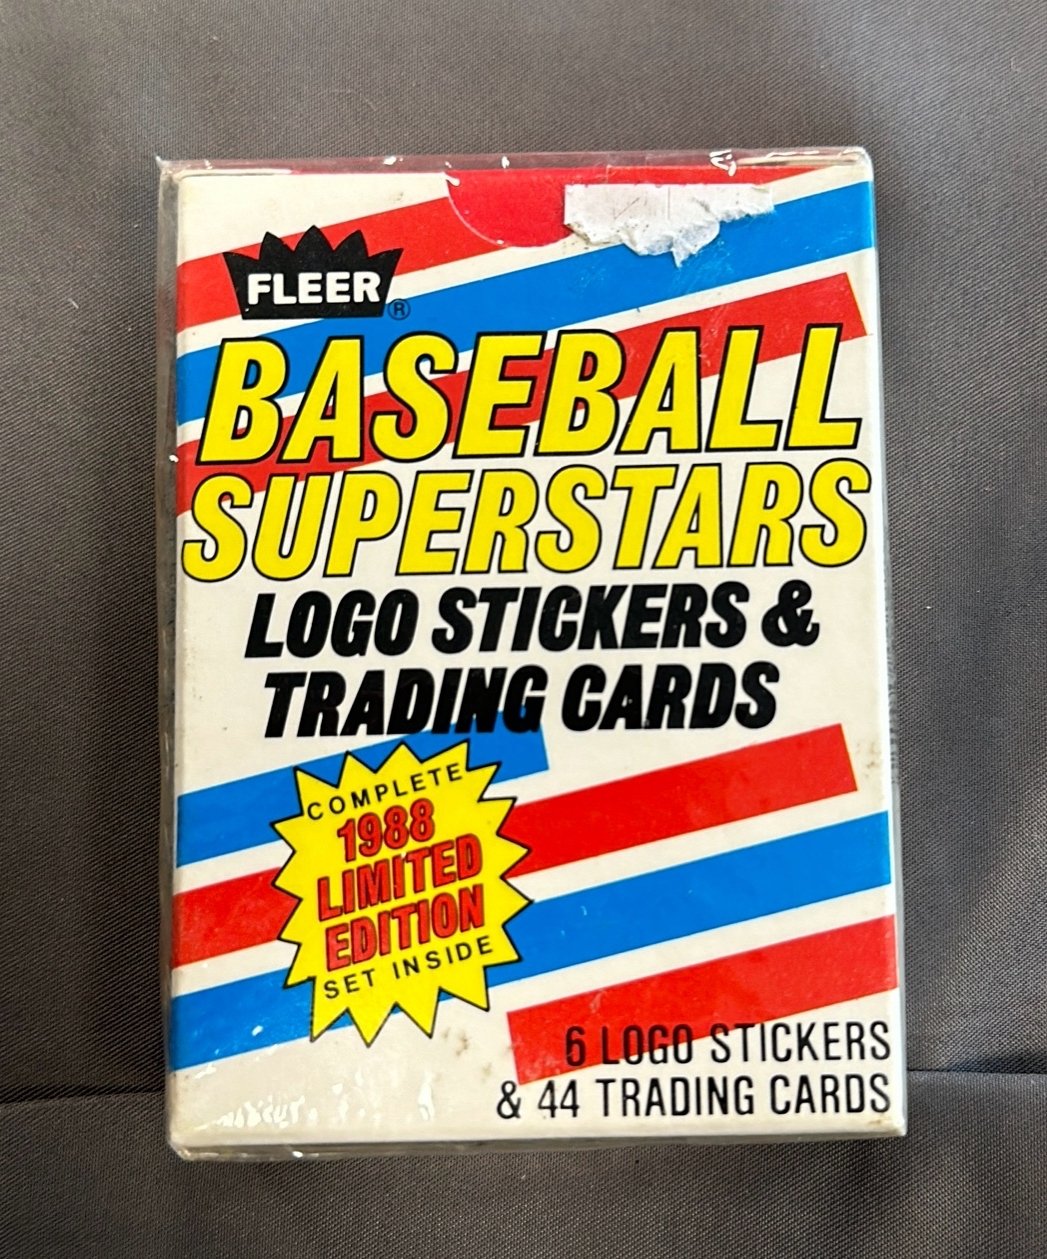 FLEER®
BASEBALL
SUPERSTARS
LOGO STICKERS &
TRADING CARDS
COMPLETE
1988
LIMITED
EDITION
SET INSIDE
6 LOGO STICKERS
& 44 TRADING CARDS